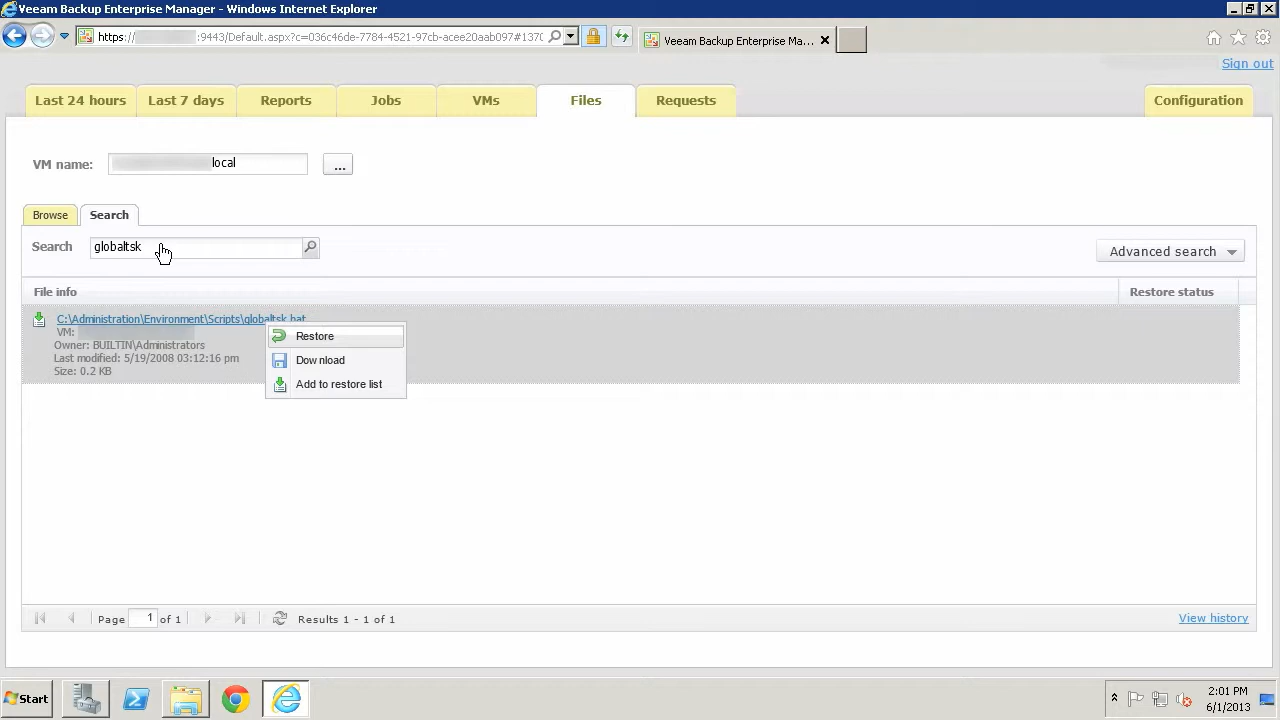 Veeam Backup Enterprise Manager - Windows Internet Explorer
https:// :9443/Default.aspx?c=036c46de-7784-4521-97cb-acee20aab097#1370
Veeam Backup Enterprise Ma...
Sign out
Last 24 hours Last 7 days Reports Jobs VMs Files Requests Configuration
VM name: local ...
Browse Search
Search globaltsk Advanced search
File info Restore status
C:\Administration\Environment\Scripts\globaltsk.bat
VM:
Owner: BUILTIN\Administrators
Last modified: 5/19/2008 03:12:16 pm
Size: 0.2 KB
Restore
Download
Add to restore list
Page 1 of 1 Results 1 - 1 of 1 View history
Start
2:01 PM
6/1/2013